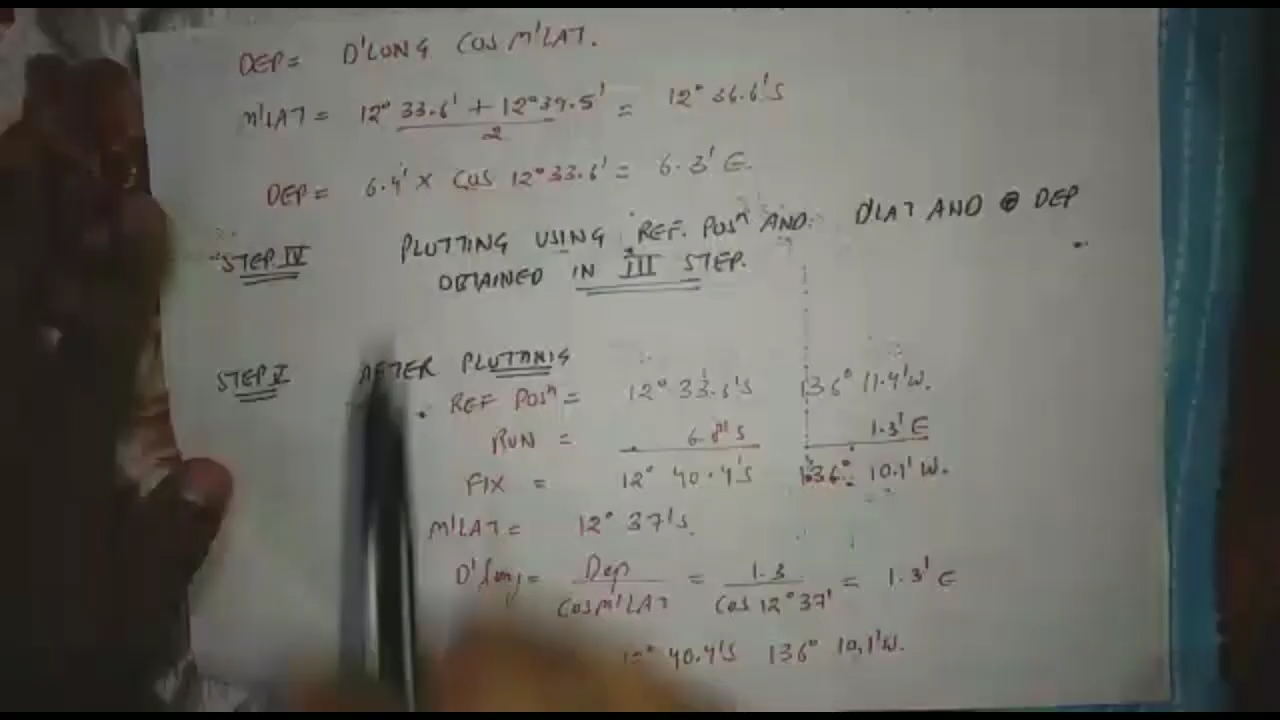 DEP = D'LONG COS M'LAT.
M'LAT = 12° 33.6' + 12° 39.5' = 12° 36.6'S
2
DEP = 6.4' × COS 12° 33.6' = 6.3' E.
STEP IV PLOTTING USING REF. POSⁿ AND D'LAT AND DEP
OBTAINED IN III STEP.
STEP V AFTER PLOTTING
REF POSⁿ = 12° 33.6'S 136° 11.4'W.
RUN = 6.8'S 1.3'E
FIX = 12° 40.4'S 136° 10.1'W.
M'LAT = 12° 37'S.
D'long = Dep = 1.3 = 1.3' E
COS M'LAT COS 12° 37'
40.4'S 136° 10.1'W.